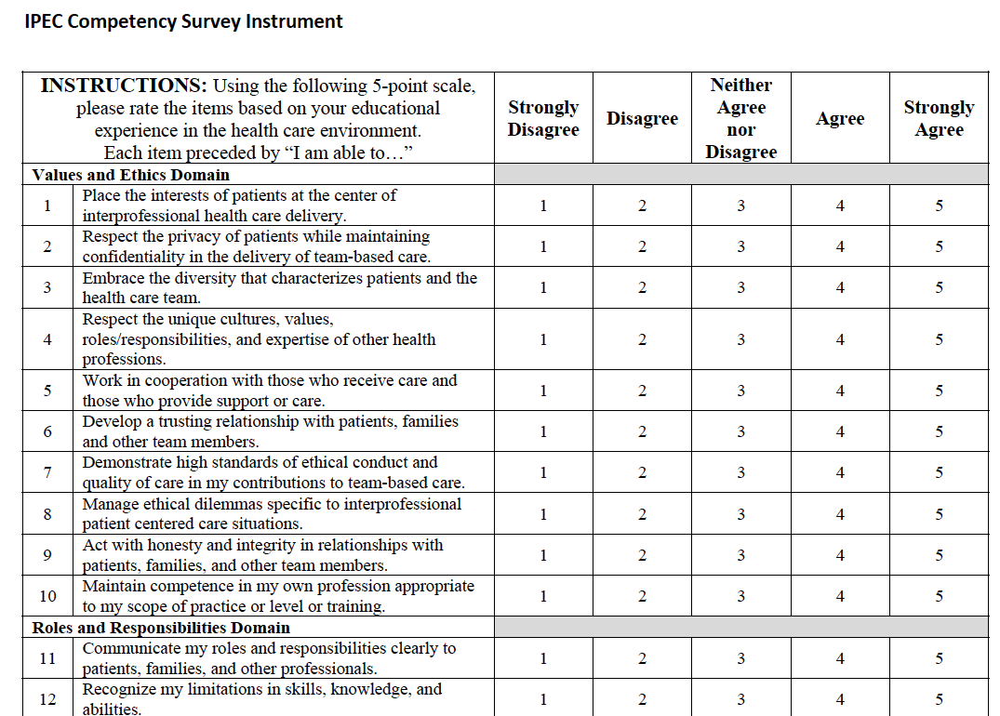 IPEC Competency Survey Instrument
INSTRUCTIONS: Using the following 5-point scale,
please rate the items based on your educational
experience in the health care environment.
Each item preceded by “I am able to…”
Strongly
Disagree
Disagree
Neither
Agree
nor
Disagree
Agree
Strongly
Agree
Values and Ethics Domain
1
Place the interests of patients at the center of
interprofessional health care delivery.
1 2 3 4 5
2
Respect the privacy of patients while maintaining
confidentiality in the delivery of team-based care.
1 2 3 4 5
3
Embrace the diversity that characterizes patients and the
health care team.
1 2 3 4 5
4
Respect the unique cultures, values,
roles/responsibilities, and expertise of other health
professions.
1 2 3 4 5
5
Work in cooperation with those who receive care and
those who provide support or care.
1 2 3 4 5
6
Develop a trusting relationship with patients, families
and other team members.
1 2 3 4 5
7
Demonstrate high standards of ethical conduct and
quality of care in my contributions to team-based care.
1 2 3 4 5
8
Manage ethical dilemmas specific to interprofessional
patient centered care situations.
1 2 3 4 5
9
Act with honesty and integrity in relationships with
patients, families, and other team members.
1 2 3 4 5
10
Maintain competence in my own profession appropriate
to my scope of practice or level or training.
1 2 3 4 5
Roles and Responsibilities Domain
11
Communicate my roles and responsibilities clearly to
patients, families, and other professionals.
1 2 3 4 5
12
Recognize my limitations in skills, knowledge, and
abilities.
1 2 3 4 5